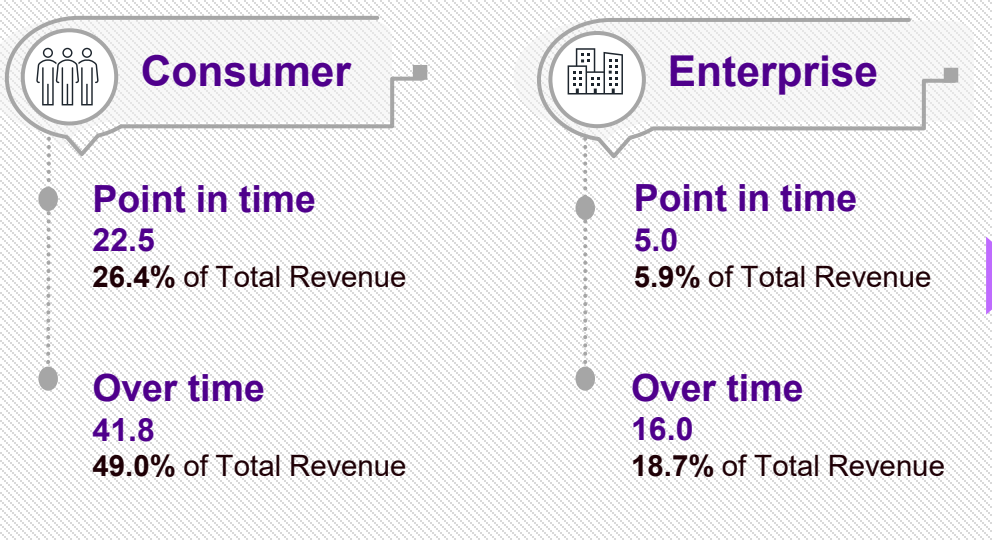 Consumer
Point in time
22.5
26.4% of Total Revenue
Over time
41.8
49.0% of Total Revenue
Enterprise
Point in time
5.0
5.9% of Total Revenue
Over time
16.0
18.7% of Total Revenue